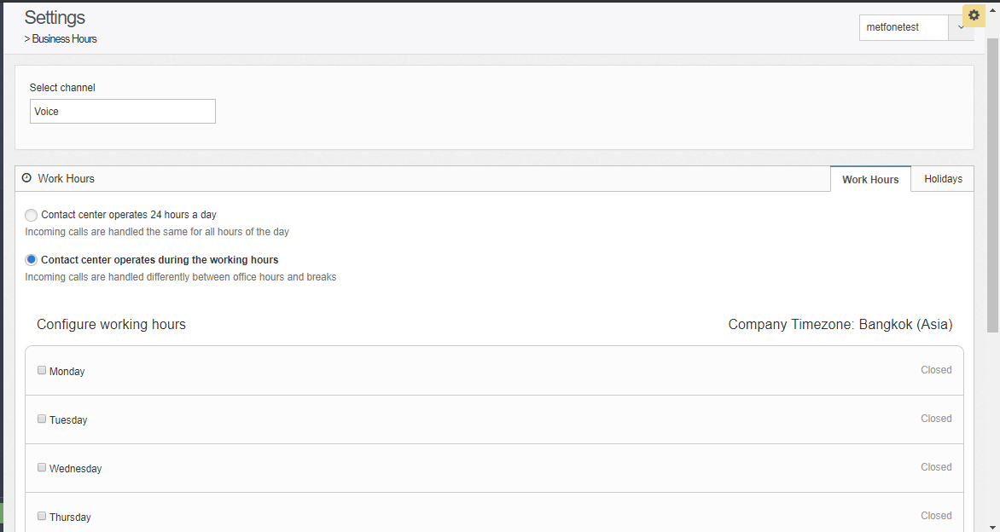 Settings
> Business Hours
metfonetest
Select channel
Voice
Work Hours
Work Hours
Holidays
Contact center operates 24 hours a day
Incoming calls are handled the same for all hours of the day
Contact center operates during the working hours
Incoming calls are handled differently between office hours and breaks
Configure working hours
Company Timezone: Bangkok (Asia)
Monday
Closed
Tuesday
Closed
Wednesday
Closed
Thursday
Closed